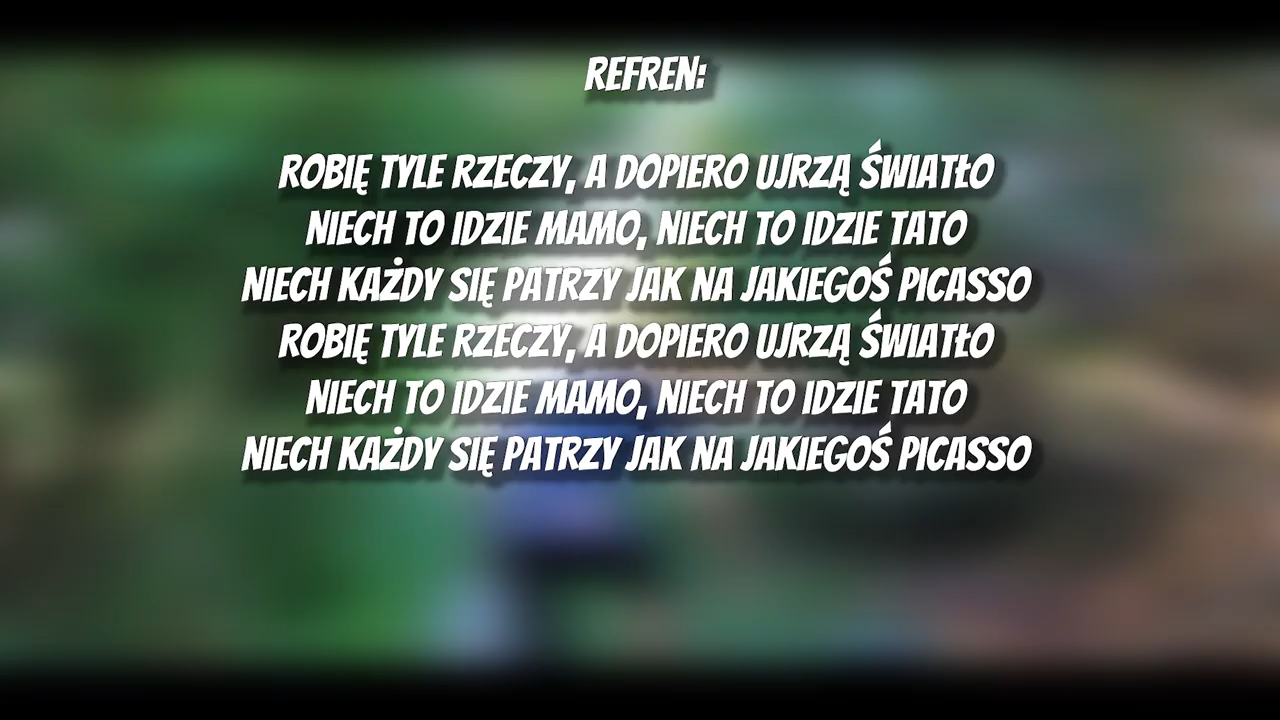 REFREN:
ROBIĘ TYLE RZECZY, A DOPIERO UJRZĄ ŚWIATŁO
NIECH TO IDZIE MAMO, NIECH TO IDZIE TATO
NIECH KAŻDY SIĘ PATRZY JAK NA JAKIEGOŚ PICASSO
ROBIĘ TYLE RZECZY, A DOPIERO UJRZĄ ŚWIATŁO
NIECH TO IDZIE MAMO, NIECH TO IDZIE TATO
NIECH KAŻDY SIĘ PATRZY JAK NA JAKIEGOŚ PICASSO